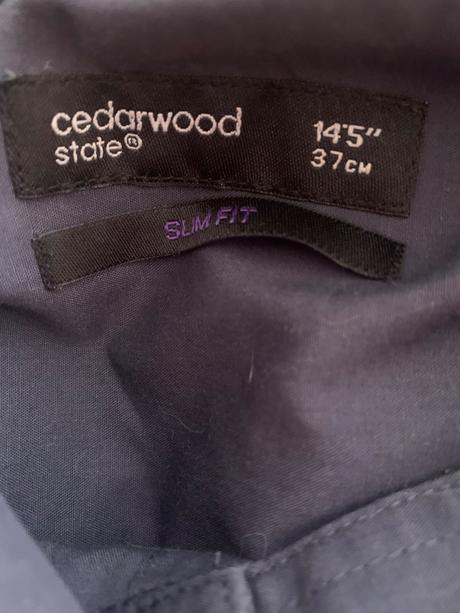 cedarwood
state®
14'5"
37CM
SLIM FIT